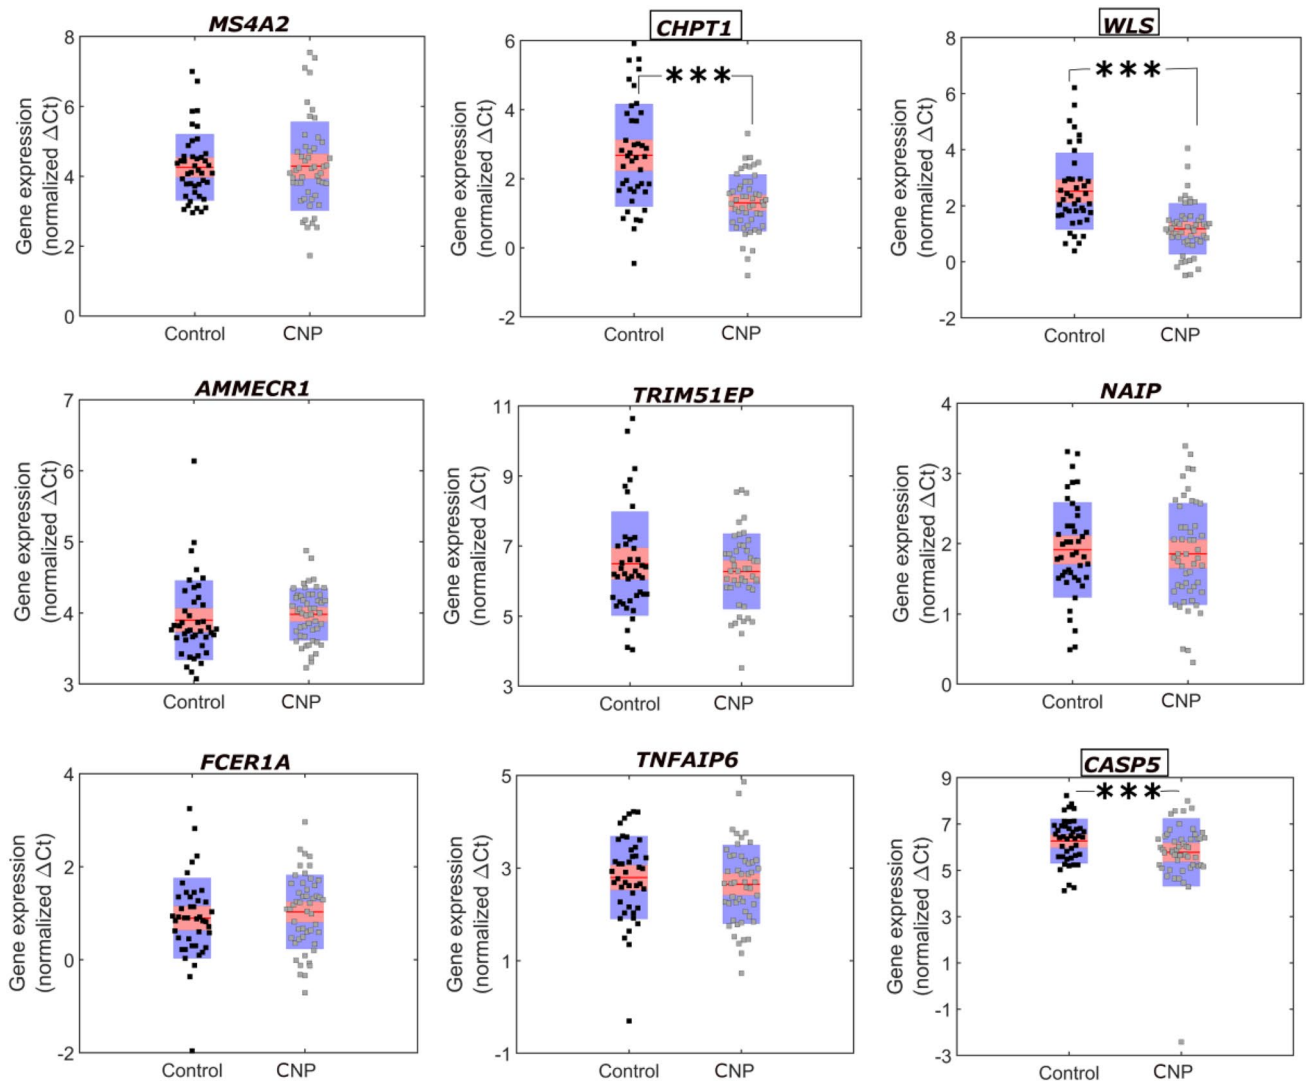 MS4A2
Gene expression
(normalized ΔCt)
8
6
4
2
0
Control
CNP
CHPT1
Gene expression
(normalized ΔCt)
6
4
2
0
-2
***
Control
CNP
WLS
Gene expression
(normalized ΔCt)
8
6
4
2
0
-2
***
Control
CNP
AMMECR1
Gene expression
(normalized ΔCt)
7
6
5
4
3
Control
CNP
TRIM51EP
Gene expression
(normalized ΔCt)
11
9
7
5
3
Control
CNP
NAIP
Gene expression
(normalized ΔCt)
4
3
2
1
0
Control
CNP
FCER1A
Gene expression
(normalized ΔCt)
4
2
0
-2
Control
CNP
TNFAIP6
Gene expression
(normalized ΔCt)
5
3
1
-1
Control
CNP
CASP5
Gene expression
(normalized ΔCt)
9
7
5
3
1
-1
-3
***
Control
CNP